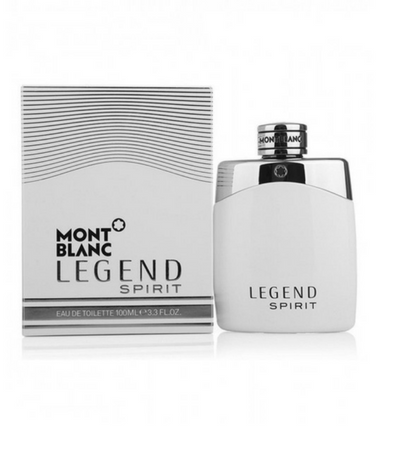 MONT
BLANC
LEGEND
SPIRIT
EAU DE TOILETTE 100ML℮ * 3.3 FL.OZ.
LEGEND
SPIRIT